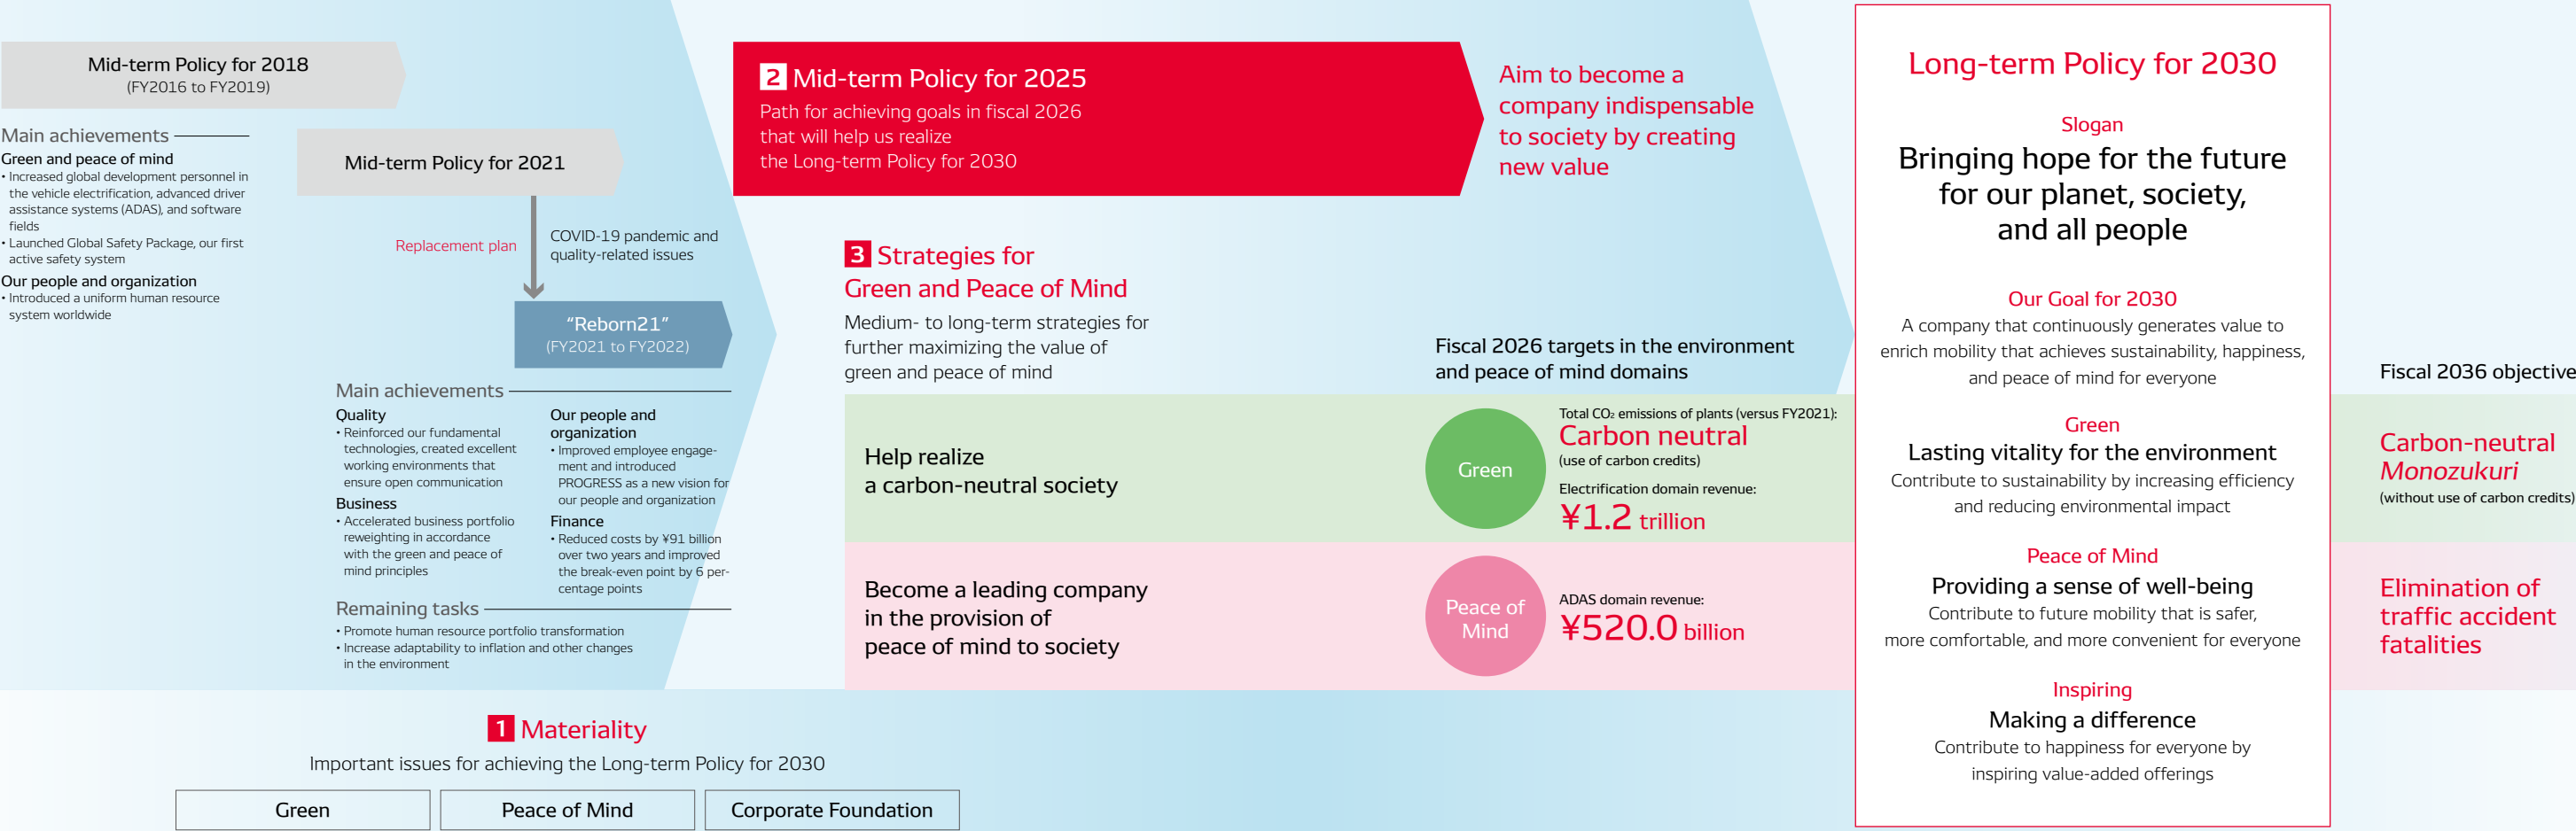 Mid-term Policy for 2018
(FY2016 to FY2019)
Main achievements
Green and peace of mind
• Increased global development personnel in
the vehicle electrification, advanced driver
assistance systems (ADAS), and software
fields
• Launched Global Safety Package, our first
active safety system
Our people and organization
• Introduced a uniform human resource
system worldwide
Mid-term Policy for 2021
Replacement plan
COVID-19 pandemic and
quality-related issues
“Reborn21”
(FY2021 to FY2022)
Main achievements
Quality
• Reinforced our fundamental
technologies, created excellent
working environments that
ensure open communication
Business
• Accelerated business portfolio
reweighting in accordance
with the green and peace of
mind principles
Our people and
organization
• Improved employee engage-
ment and introduced
PROGRESS as a new vision for
our people and organization
Finance
• Reduced costs by ¥91 billion
over two years and improved
the break-even point by 6 per-
centage points
Remaining tasks
• Promote human resource portfolio transformation
• Increase adaptability to inflation and other changes
in the environment
2 Mid-term Policy for 2025
Path for achieving goals in fiscal 2026
that will help us realize
the Long-term Policy for 2030
Aim to become a
company indispensable
to society by creating
new value
3 Strategies for
Green and Peace of Mind
Medium- to long-term strategies for
further maximizing the value of
green and peace of mind
Fiscal 2026 targets in the environment
and peace of mind domains
Help realize
a carbon-neutral society
Green
Total CO₂ emissions of plants (versus FY2021):
Carbon neutral
(use of carbon credits)
Electrification domain revenue:
¥1.2 trillion
Become a leading company
in the provision of
peace of mind to society
Peace of
Mind
ADAS domain revenue:
¥520.0 billion
Long-term Policy for 2030
Slogan
Bringing hope for the future
for our planet, society,
and all people
Our Goal for 2030
A company that continuously generates value to
enrich mobility that achieves sustainability, happiness,
and peace of mind for everyone
Green
Lasting vitality for the environment
Contribute to sustainability by increasing efficiency
and reducing environmental impact
Peace of Mind
Providing a sense of well-being
Contribute to future mobility that is safer,
more comfortable, and more convenient for everyone
Inspiring
Making a difference
Contribute to happiness for everyone by
inspiring value-added offerings
Fiscal 2036 objective
Carbon-neutral
Monozukuri
(without use of carbon credits)
Elimination of
traffic accident
fatalities
1 Materiality
Important issues for achieving the Long-term Policy for 2030
Green
Peace of Mind
Corporate Foundation